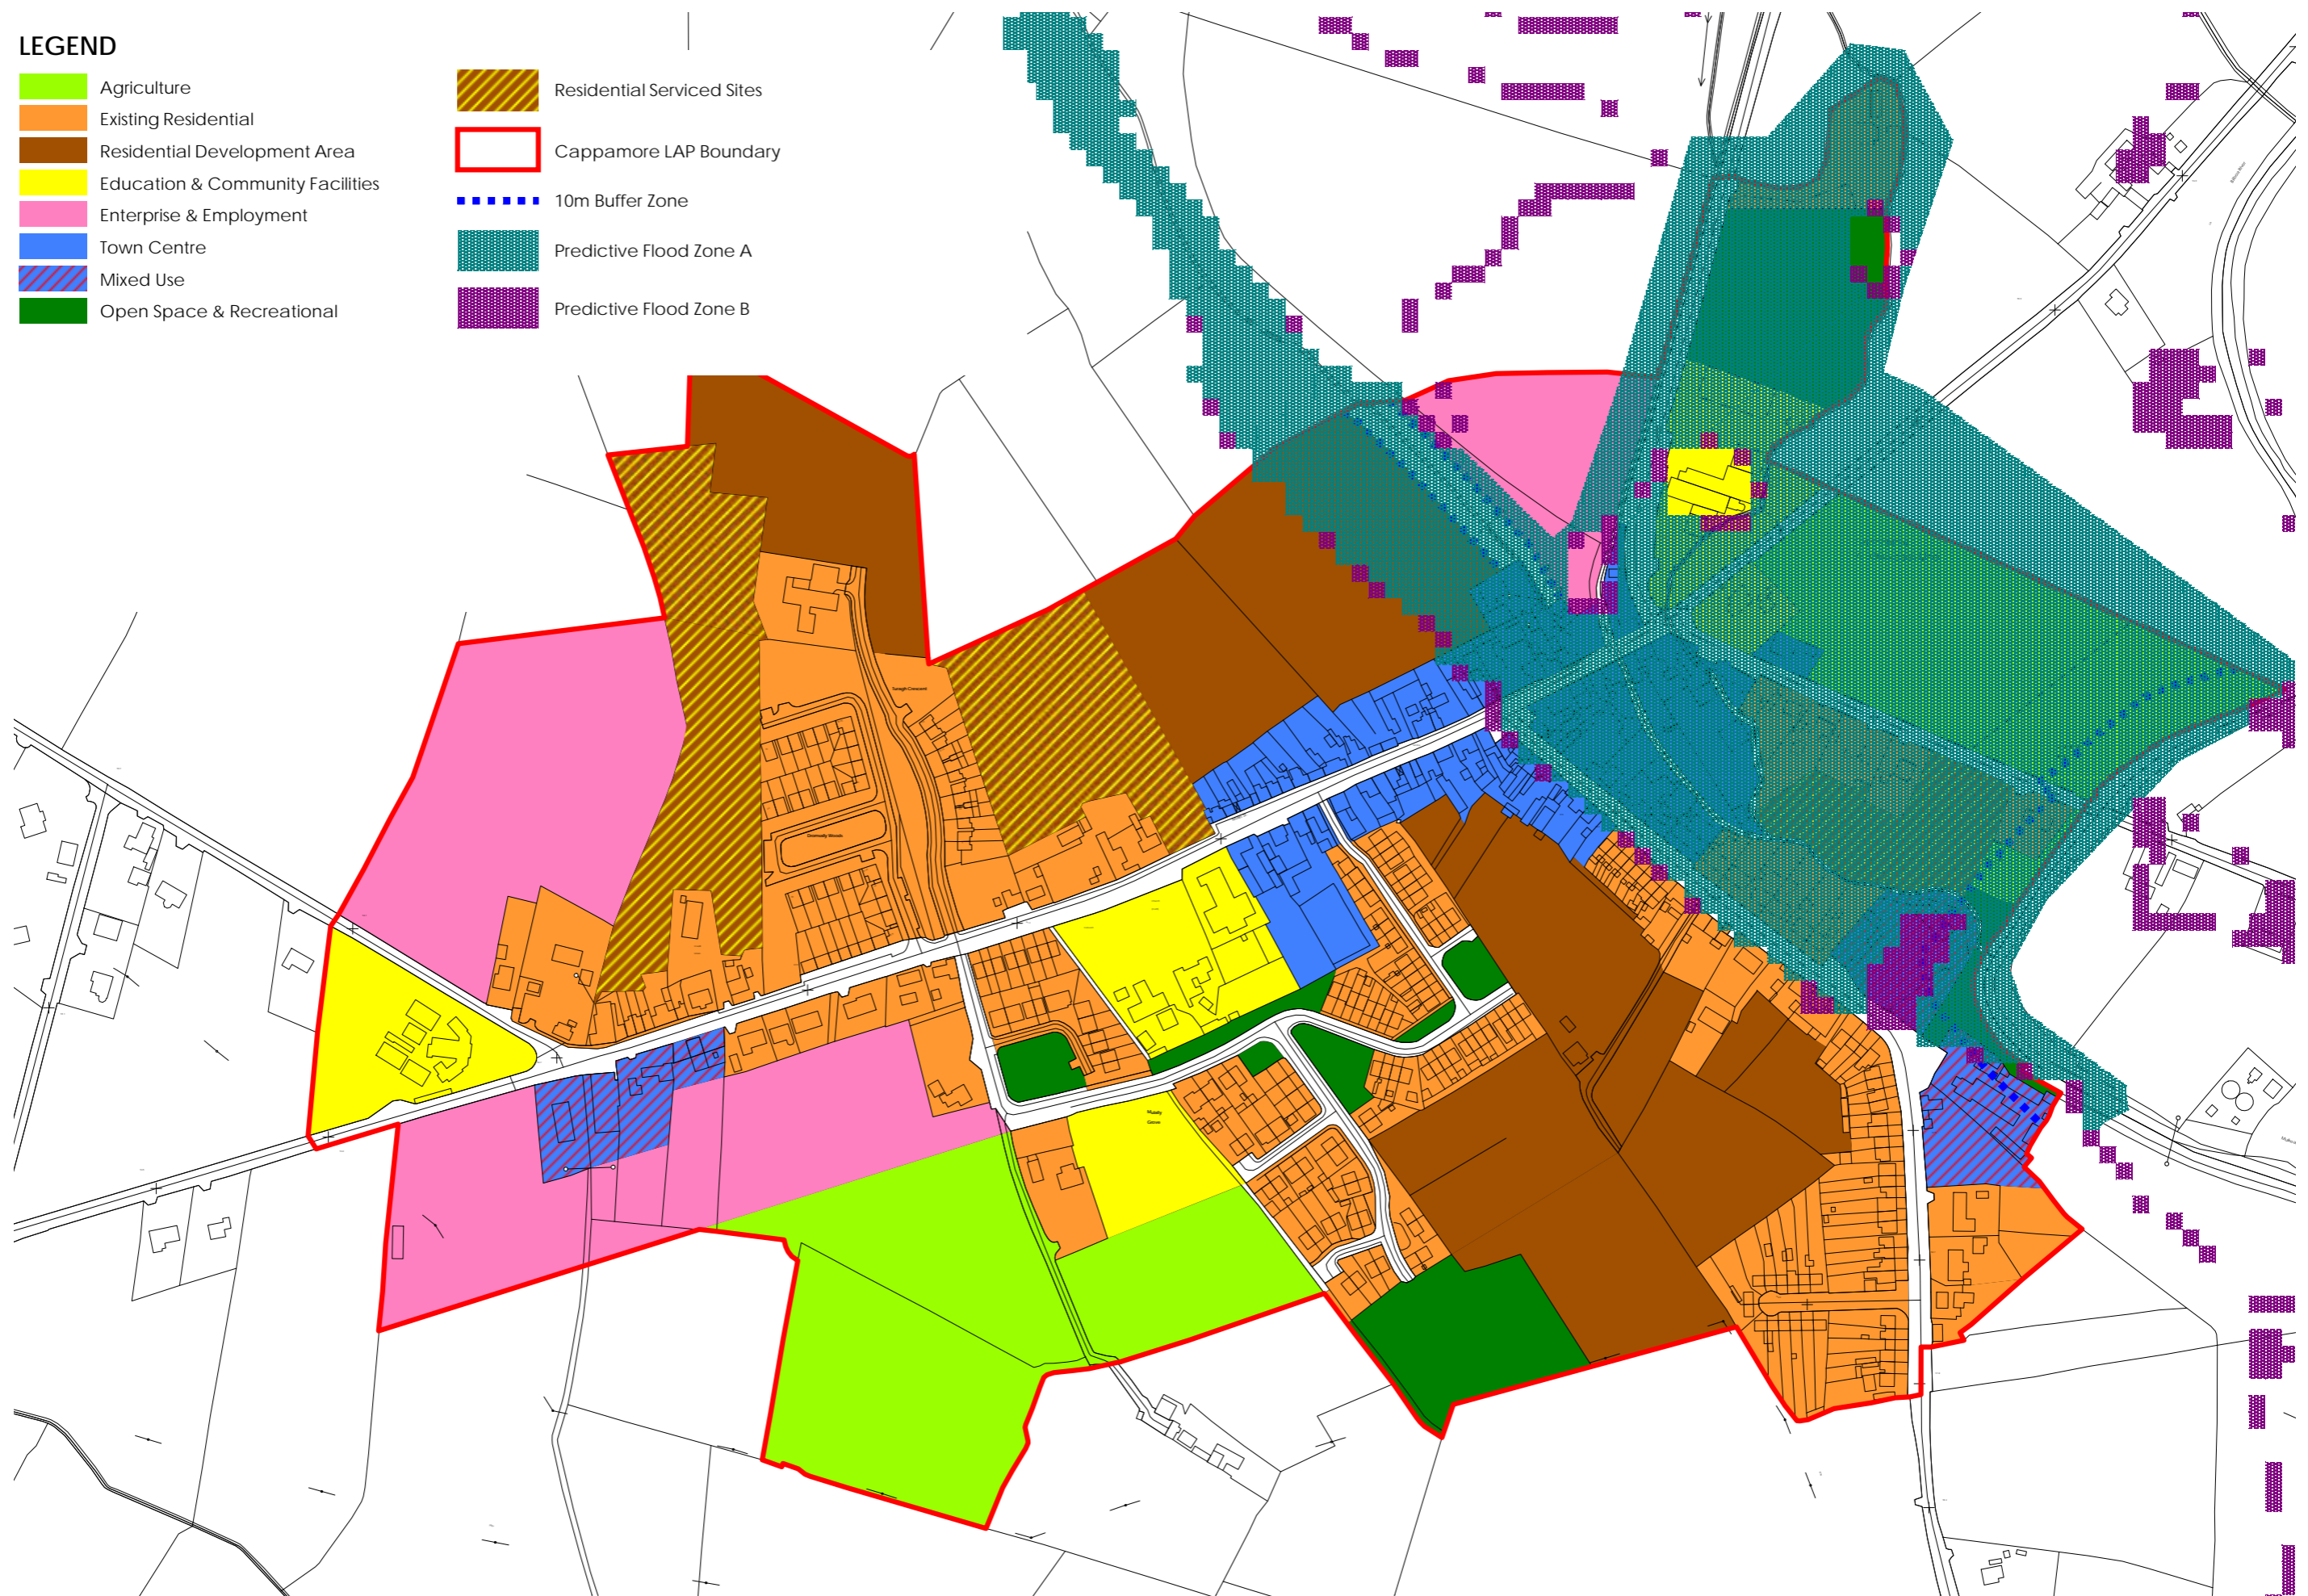 LEGEND
Agriculture
Existing Residential
Residential Development Area
Education & Community Facilities
Enterprise & Employment
Town Centre
Mixed Use
Open Space & Recreational
Residential Serviced Sites
Cappamore LAP Boundary
10m Buffer Zone
Predictive Flood Zone A
Predictive Flood Zone B